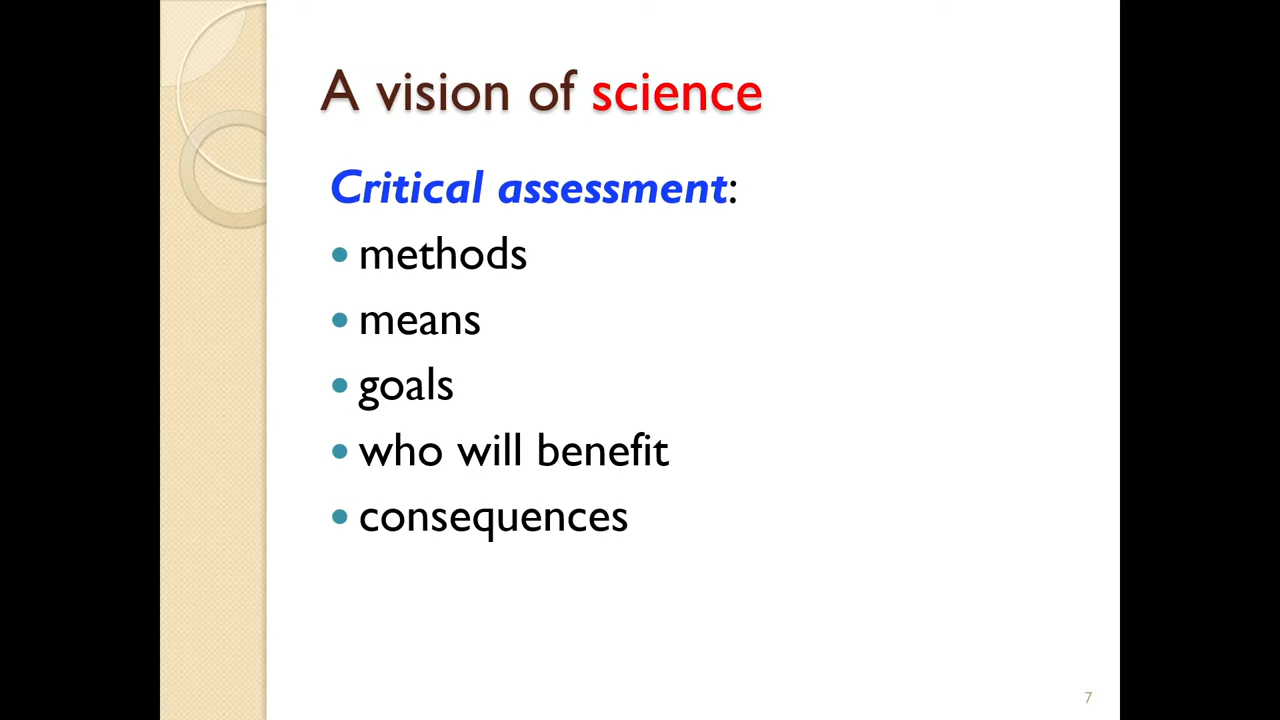 A vision of science
Critical assessment:
• methods
• means
• goals
• who will benefit
• consequences
7